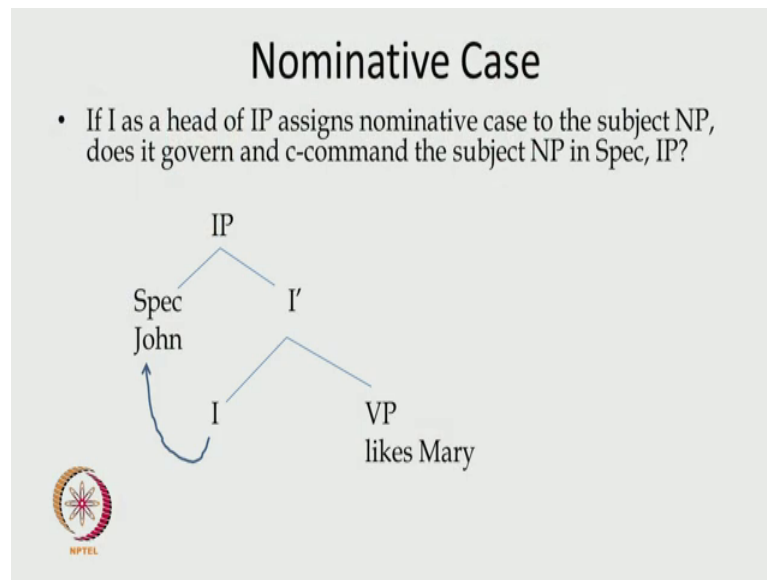 Nominative Case
• If I as a head of IP assigns nominative case to the subject NP,
does it govern and c-command the subject NP in Spec, IP?
IP
Spec I′
John
I VP
likes Mary
NPTEL